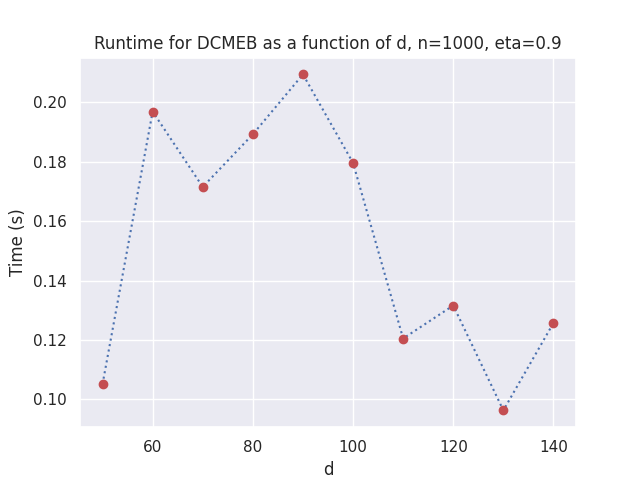 Runtime for DCMEB as a function of d, n=1000, eta=0.9
0.20
0.18
0.16
0.14
0.12
0.10
Time (s)
60 80 100 120 140
d